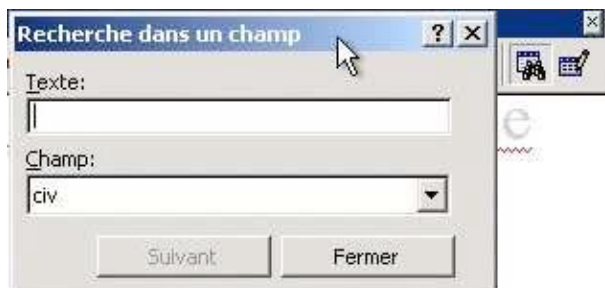 Recherche dans un champ
Texte:
e
Champ:
civ
Suivant
Fermer